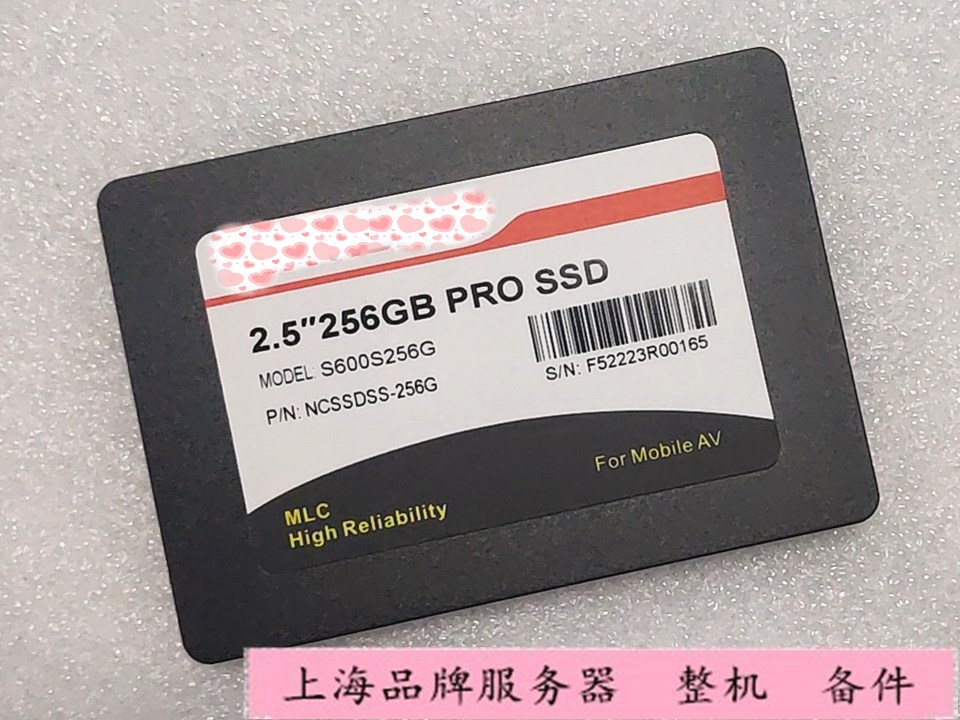 2.5"256GB PRO SSD
MODEL: S600S256G
P/N: NCSSDSS-256G
S/N: F52223R00165
MLC
High Reliability
For Mobile AV
上海品牌服务器 整机 备件